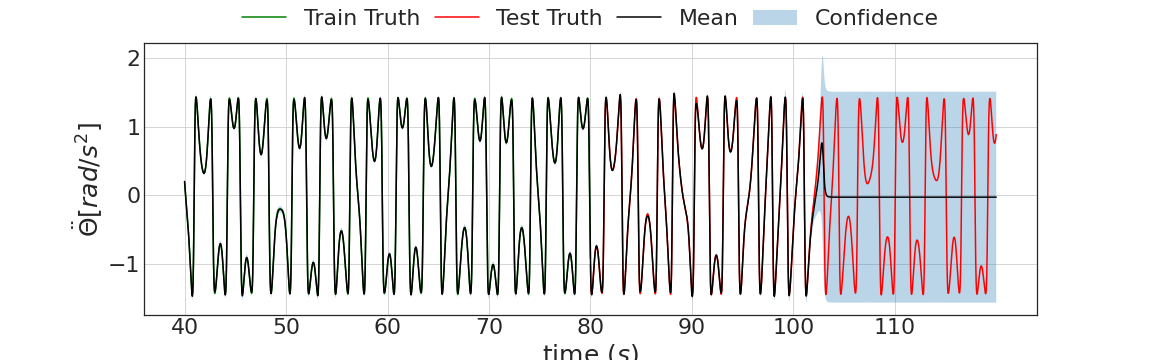 Train Truth Test Truth Mean Confidence
2
1
0
−1
Θ̈[rad/s²]
40 50 60 70 80 90 100 110
time (s)